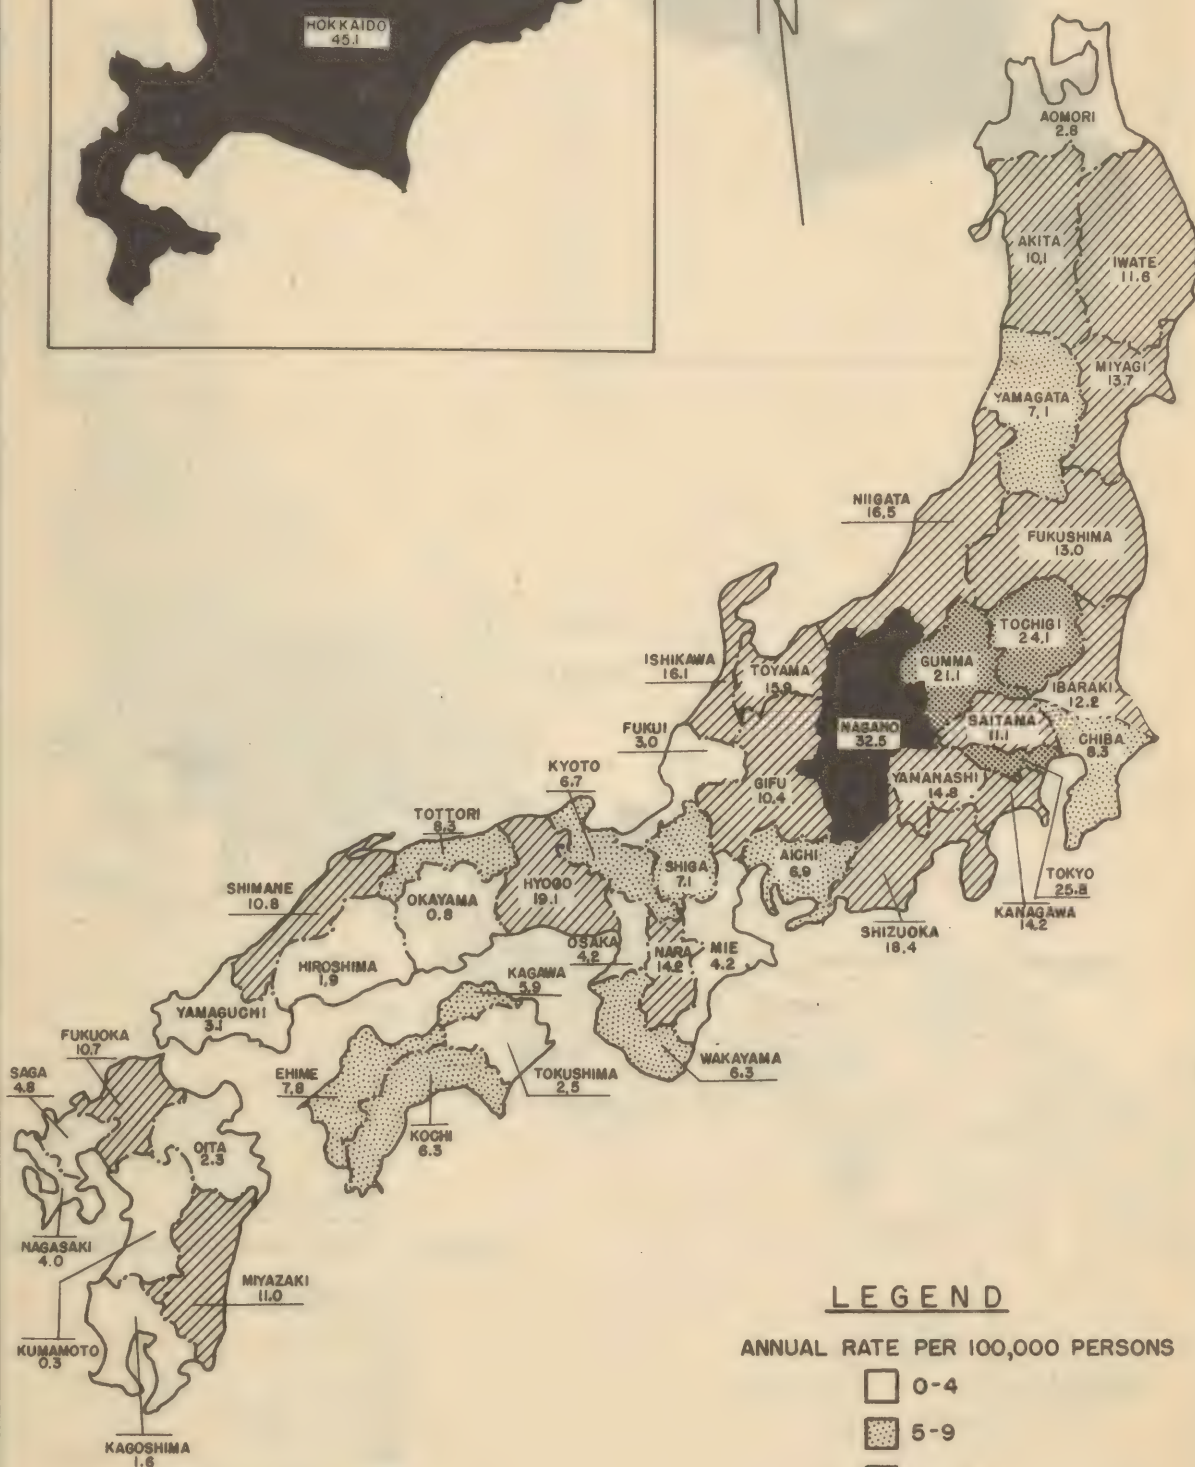 HOKKAIDO
45.1
N
AOMORI
2.8
AKITA
10.1
IWATE
11.6
MIYAGI
13.7
YAMAGATA
7.1
NIIGATA
16.5
FUKUSHIMA
13.0
TOCHIGI
24.1
GUMMA
21.1
ISHIKAWA
16.1
TOYAMA
15.9
IBARAKI
12.2
SAITAMA
11.1
CHIBA
8.3
FUKUI
3.0
NAGANO
32.5
KYOTO
6.7
GIFU
10.4
YAMANASHI
14.8
TOTTORI
8.3
SHIGA
7.1
AICHI
6.9
TOKYO
25.8
SHIMANE
10.8
OKAYAMA
0.8
HYOGO
19.1
KANAGAWA
14.2
SHIZUOKA
18.4
OSAKA
4.2
NARA
14.2
MIE
4.2
HIROSHIMA
1.9
KAGAWA
5.9
YAMAGUCHI
3.1
FUKUOKA
10.7
WAKAYAMA
6.3
SAGA
4.8
EHIME
7.8
TOKUSHIMA
2.5
KOCHI
6.3
OITA
2.3
NAGASAKI
4.0
MIYAZAKI
11.0
KUMAMOTO
0.3
KAGOSHIMA
1.6
LEGEND
ANNUAL RATE PER 100,000 PERSONS
0-4
5-9